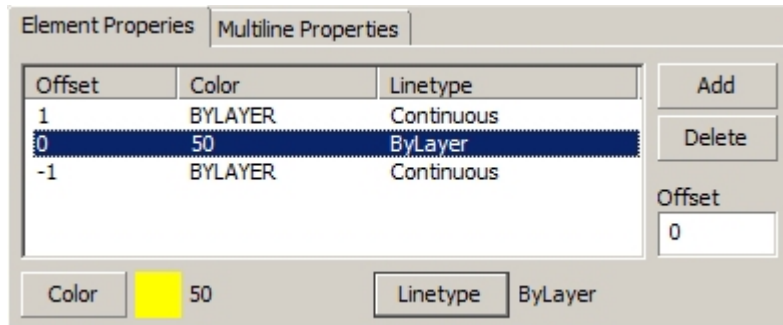 Element Properies Multiline Properties
Offset Color Linetype Add
1 BYLAYER Continuous
0 50 ByLayer Delete
-1 BYLAYER Continuous
Offset
0
Color 50 Linetype ByLayer